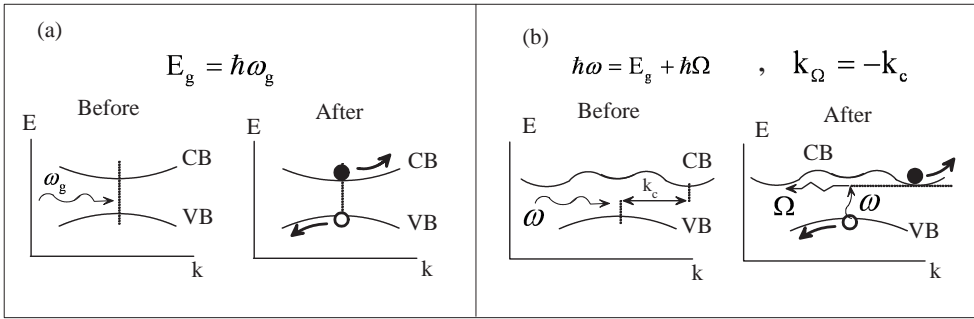 (a)
E_g = ħω_g
Before
After
E
CB
ω_g
VB
k
E
CB
VB
k
(b)
ħω = E_g + ħΩ , k_Ω = −k_c
Before
After
E
CB
k_c
ω
VB
k
E
CB
Ω
ω
VB
k